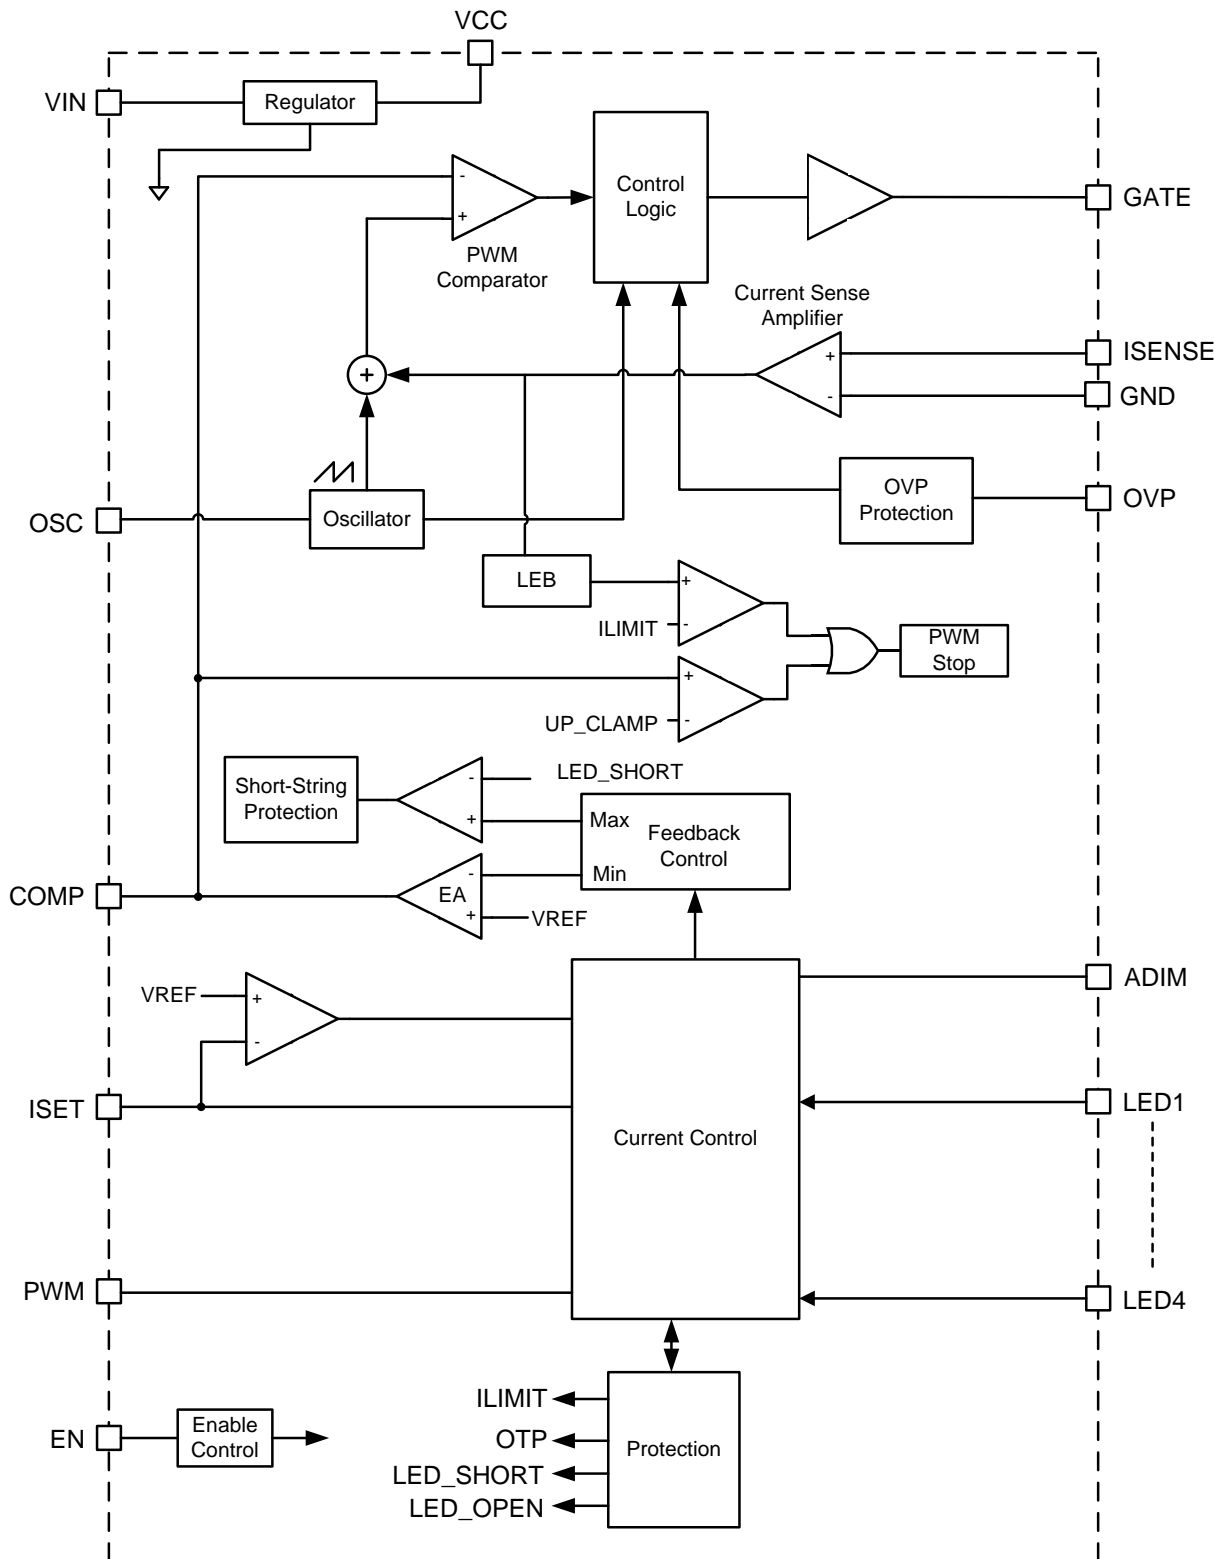 VCC
VIN
Regulator
-
+
PWM
Comparator
Control
Logic
GATE
Current Sense
Amplifier
+
-
ISENSE
GND
+
OSC
Oscillator
OVP
Protection
OVP
LEB
+
-
ILIMIT
PWM
Stop
+
-
UP_CLAMP
Short-String
Protection
-
+
LED_SHORT
Max
Min
Feedback
Control
COMP
EA
-
+
VREF
ADIM
VREF
+
-
ISET
Current Control
LED1
PWM
LED4
EN
Enable
Control
ILIMIT
OTP
LED_SHORT
LED_OPEN
Protection